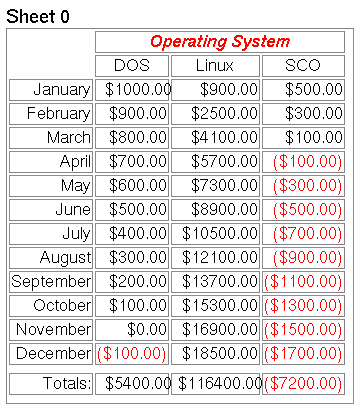 Sheet 0
Operating System
DOS Linux SCO
January $1000.00 $900.00 $500.00
February $900.00 $2500.00 $300.00
March $800.00 $4100.00 $100.00
April $700.00 $5700.00 ($100.00)
May $600.00 $7300.00 ($300.00)
June $500.00 $8900.00 ($500.00)
July $400.00 $10500.00 ($700.00)
August $300.00 $12100.00 ($900.00)
September $200.00 $13700.00 ($1100.00)
October $100.00 $15300.00 ($1300.00)
November $0.00 $16900.00 ($1500.00)
December ($100.00) $18500.00 ($1700.00)
Totals: $5400.00 $116400.00 ($7200.00)